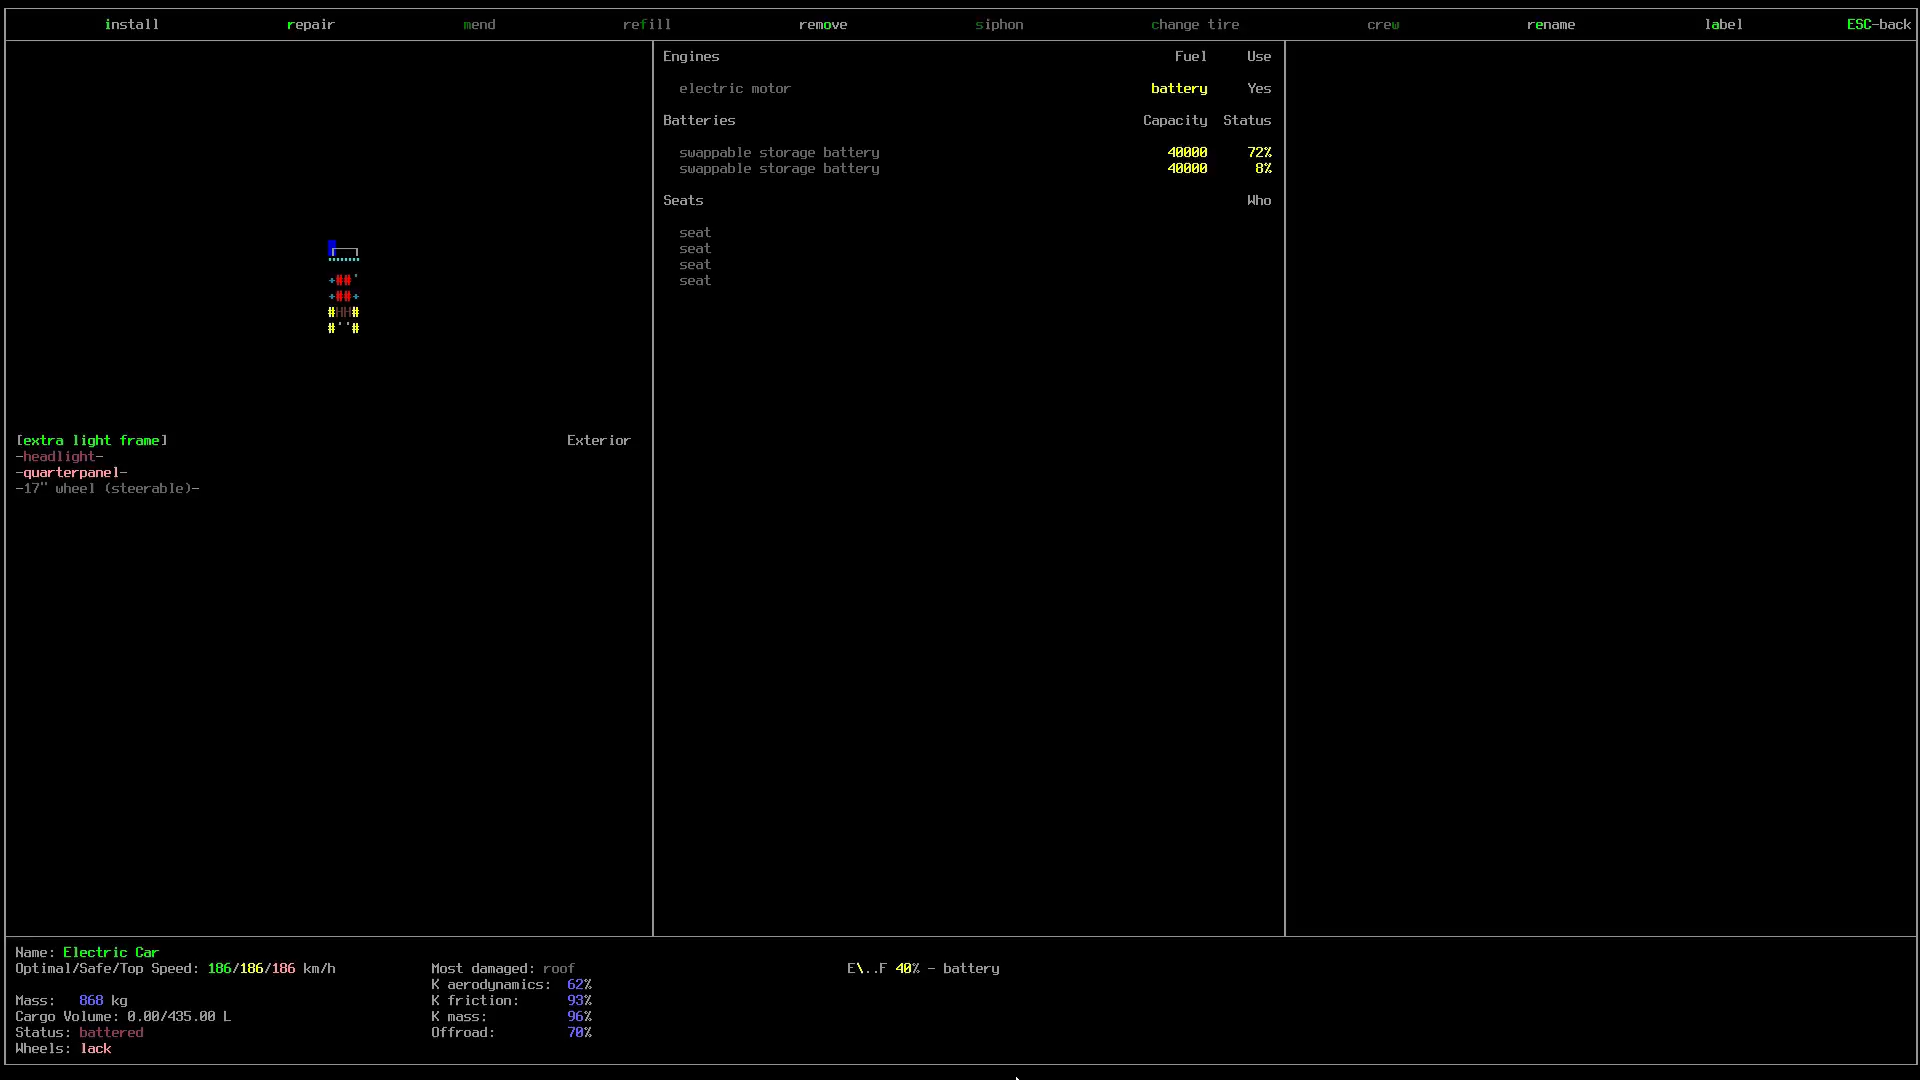 install repair mend refill remove siphon change tire crew rename label ESC-back
Engines Fuel Use
electric motor battery Yes
Batteries Capacity Status
swappable storage battery 40000 72%
swappable storage battery 40000 8%
Seats Who
seat
seat
seat
seat
+##'
+##+
#HH#
#''#
[extra light frame] Exterior
-headlight-
-quarterpanel-
-17" wheel (steerable)-
Name: Electric Car
Optimal/Safe/Top Speed: 186/186/186 km/h Most damaged: roof E\..F 40% - battery
K aerodynamics: 62%
Mass: 868 kg K friction: 93%
Cargo Volume: 0.00/435.00 L K mass: 96%
Status: battered Offroad: 70%
Wheels: lack